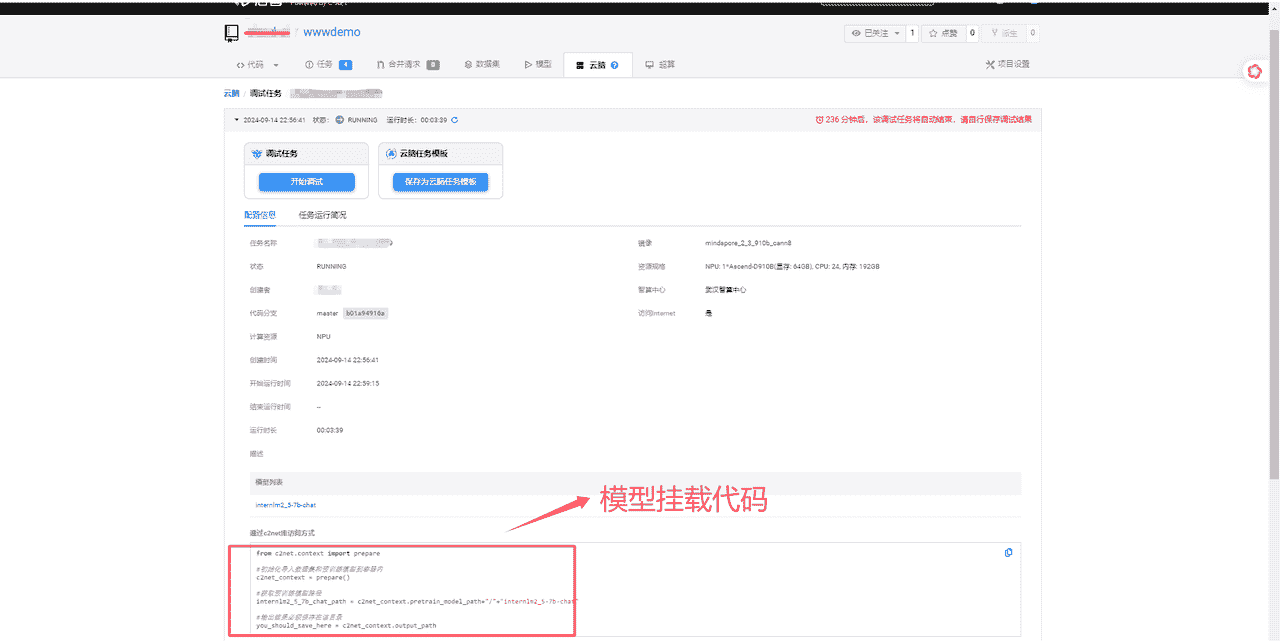 wwwdemo
已关注 1 点赞 0 派生 0
代码 任务 4 合并请求 0 数据集 模型 云脑 超算 项目设置
云脑 / 调试任务
2024-09-14 22:56:41 状态: RUNNING 运行时长: 00:03:39 236 分钟后，该调试任务将自动结束，请自行保存调试结果
调试任务 云脑任务模板
开始调试 保存为云脑任务模板
配置信息 任务运行情况
任务名称 镜像 mindspore_2_3_910b_cann8
状态 RUNNING 资源规格 NPU: 1*Ascend-D910B(显存: 64GB), CPU: 24, 内存: 192GB
创建者 智算中心 武汉智算中心
代码分支 master b01a94916a 访问Internet 是
计算资源 NPU
创建时间 2024-09-14 22:56:41
开始运行时间 2024-09-14 22:59:15
结束运行时间 --
运行时长 00:03:39
描述
模型列表
internlm2_5-7b-chat
模型挂载代码
通过c2net库访问方式
from c2net.context import prepare
#初始化导入数据集和预训练模型到容器内
c2net_context = prepare()
#获取预训练模型路径
internlm2_5_7b_chat_path = c2net_context.pretrain_model_path+"/"+"internlm2_5-7b-chat"
#输出结果必须保存在该目录
you_should_save_here = c2net_context.output_path